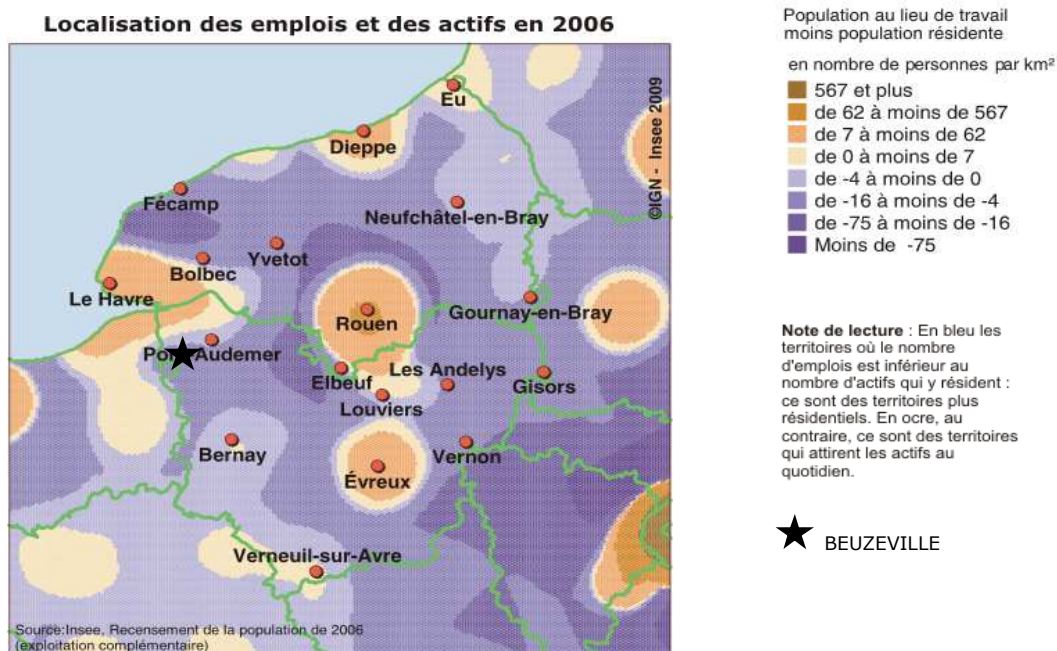 Localisation des emplois et des actifs en 2006
Eu
Dieppe
Fécamp
Neufchâtel-en-Bray
Yvetot
Bolbec
Le Havre
Rouen
Gournay-en-Bray
Pont-Audemer
Elbeuf
Les Andelys
Gisors
Louviers
Bernay
Vernon
Évreux
Verneuil-sur-Avre
©IGN - Insee 2009
Source:Insee, Recensement de la population de 2006
(exploitation complémentaire)
Population au lieu de travail
moins population résidente
en nombre de personnes par km²
567 et plus
de 62 à moins de 567
de 7 à moins de 62
de 0 à moins de 7
de -4 à moins de 0
de -16 à moins de -4
de -75 à moins de -16
Moins de -75
Note de lecture : En bleu les
territoires où le nombre
d'emplois est inférieur au
nombre d'actifs qui y résident :
ce sont des territoires plus
résidentiels. En ocre, au
contraire, ce sont des territoires
qui attirent les actifs au
quotidien.
BEUZEVILLE